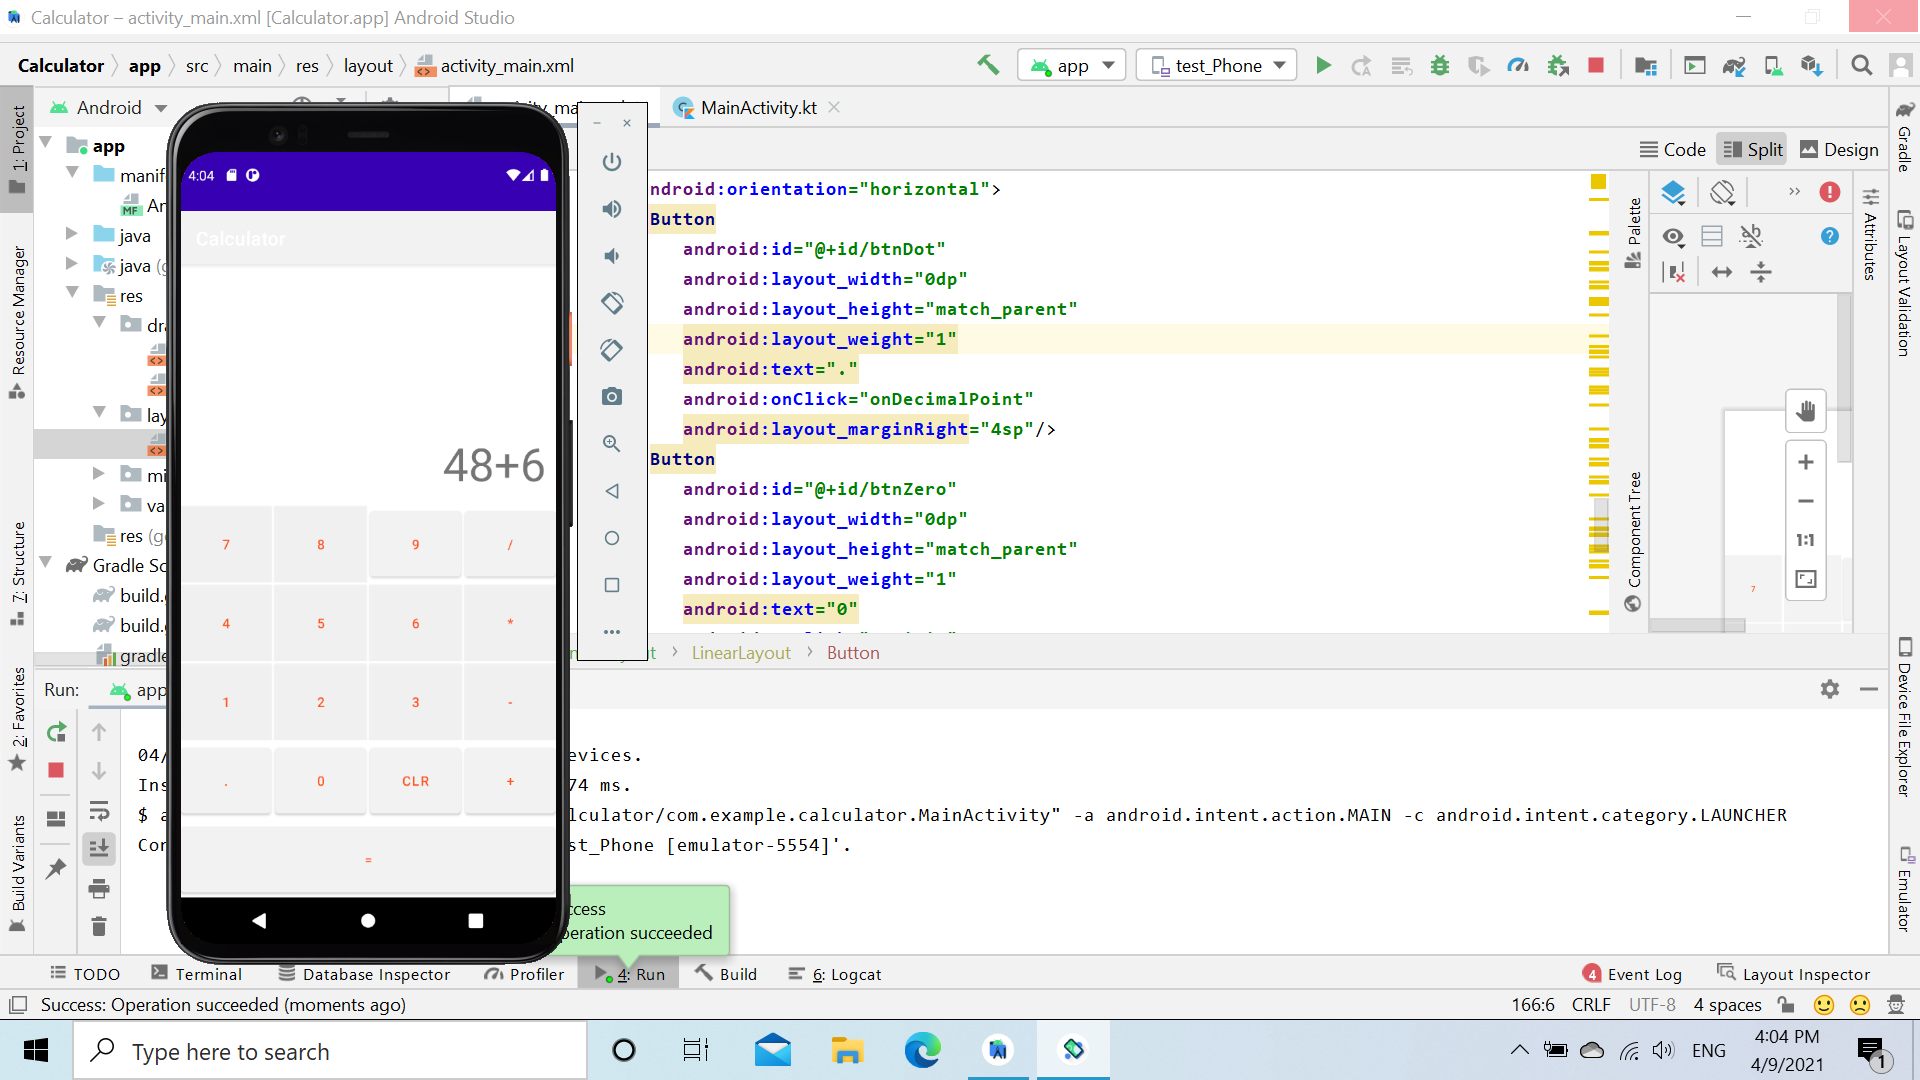 Calculator – activity_main.xml [Calculator.app] Android Studio
Calculator app src main res layout activity_main.xml app test_Phone
Android
MainActivity.kt
1: Project
Resource Manager
7: Structure
2: Favorites
Build Variants
app
manif
An
java
java (g
res
dra
lay
mi
va
res (ge
Gradle Sc
build.g
build.g
gradle
4:04
Calculator
48+6
7 8 9 /
4 5 6 *
1 2 3 -
. 0 CLR +
=
Code Split Design
ndroid:orientation="horizontal">
Button
android:id="@+id/btnDot"
android:layout_width="0dp"
android:layout_height="match_parent"
android:layout_weight="1"
android:text="."
android:onClick="onDecimalPoint"
android:layout_marginRight="4sp"/>
Button
android:id="@+id/btnZero"
android:layout_width="0dp"
android:layout_height="match_parent"
android:layout_weight="1"
android:text="0"
LinearLayout Button
Palette
Component Tree
1:1
7
Attributes
Gradle
Layout Validation
Device File Explorer
Emulator
Run: app
04/
evices.
Ins
74 ms.
$ a
lculator/com.example.calculator.MainActivity" -a android.intent.action.MAIN -c android.intent.category.LAUNCHER
Con
st_Phone [emulator-5554]'.
ccess
peration succeeded
TODO Terminal Database Inspector Profiler 4: Run Build 6: Logcat 4 Event Log Layout Inspector
Success: Operation succeeded (moments ago)
166:6 CRLF UTF-8 4 spaces
Type here to search
ENG
4:04 PM
4/9/2021
1